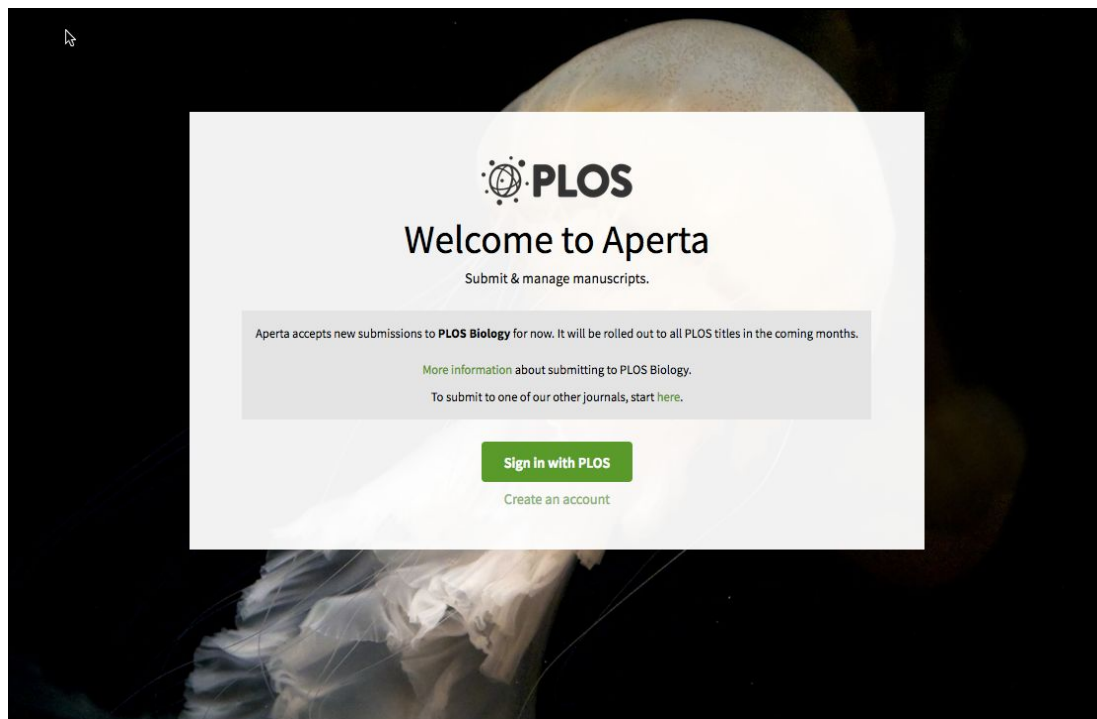 PLOS
Welcome to Aperta
Submit & manage manuscripts.
Aperta accepts new submissions to PLOS Biology for now. It will be rolled out to all PLOS titles in the coming months.
More information about submitting to PLOS Biology.
To submit to one of our other journals, start here.
Sign in with PLOS
Create an account